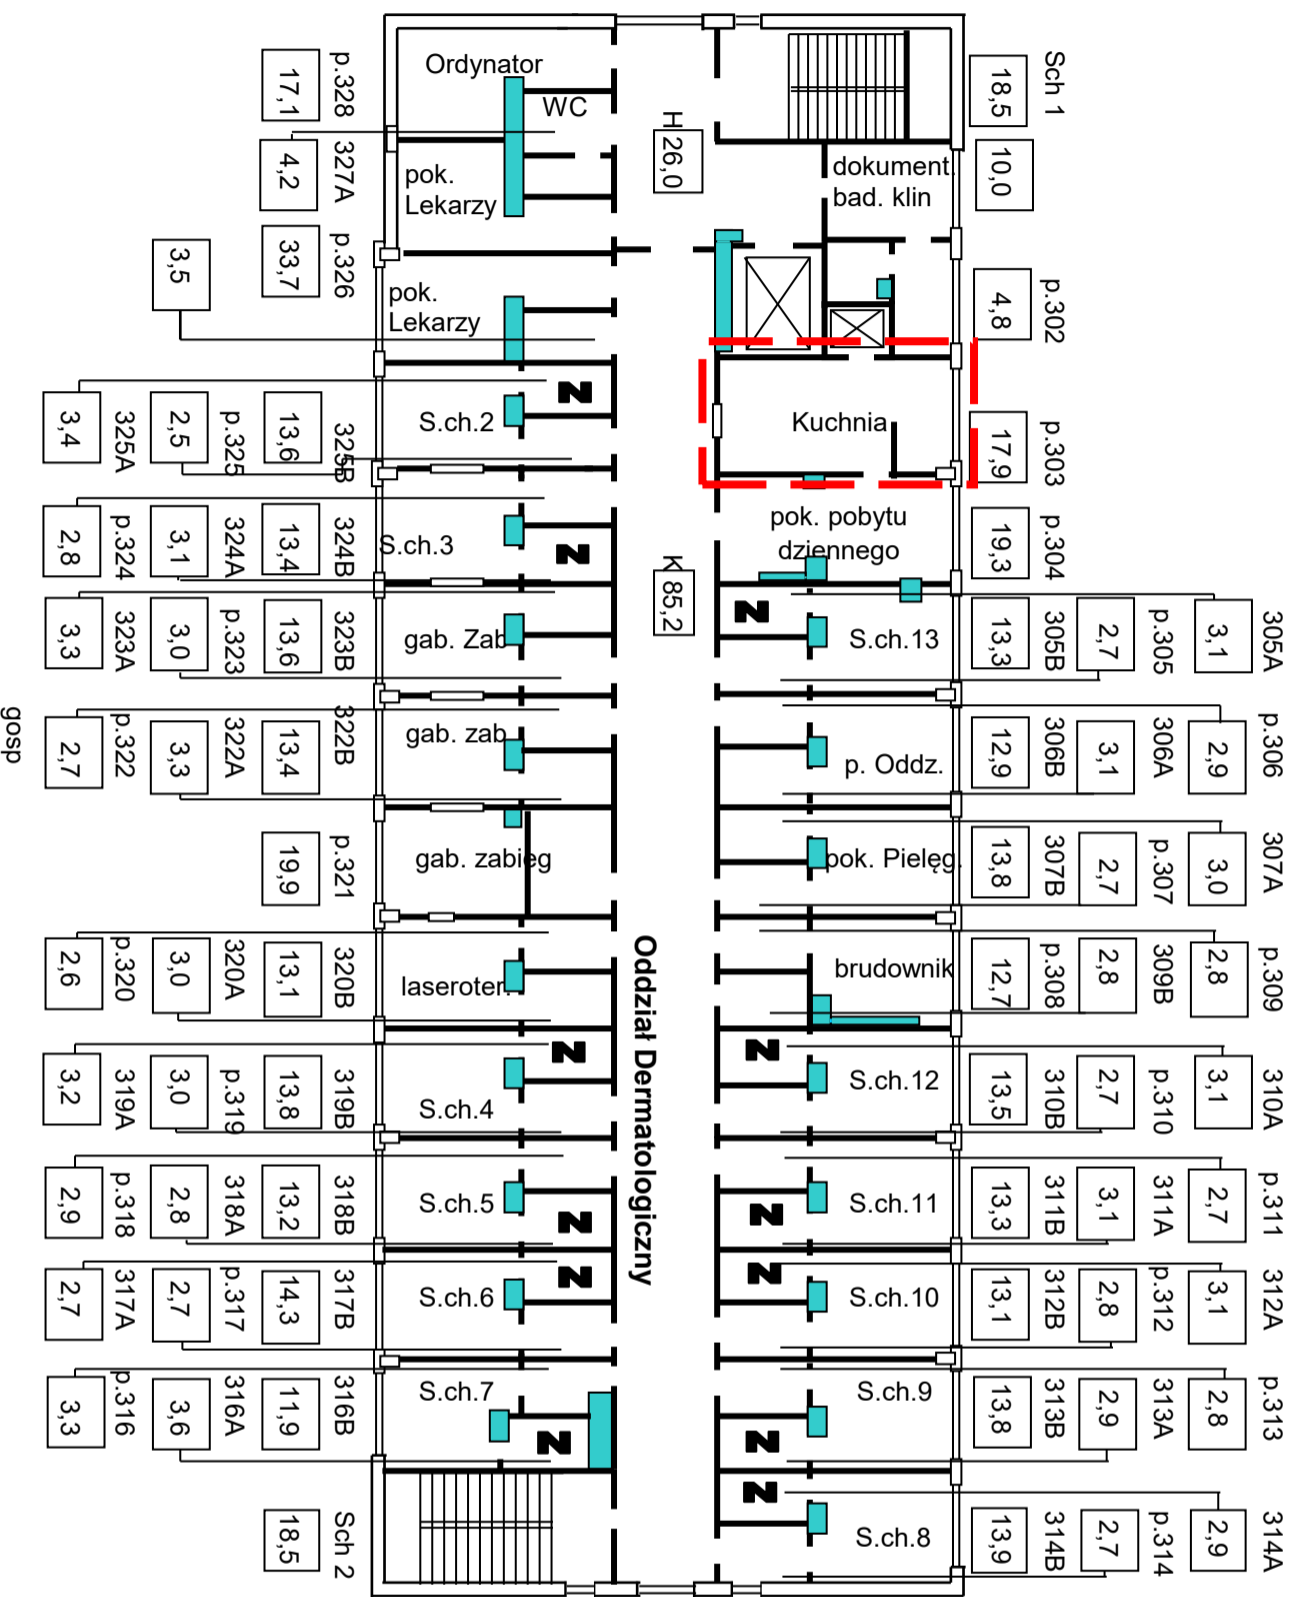 Sch 1
18,5
10,0
p.302
4,8
p.303
17,9
p.304
19,3
305B
13,3
p.305
2,7
305A
3,1
306B
12,9
306A
3,1
p.306
2,9
307B
13,8
p.307
2,7
307A
3,0
p.308
12,7
309B
2,8
p.309
2,8
310B
13,5
p.310
2,7
310A
3,1
311B
13,3
311A
3,1
p.311
2,7
312B
13,1
p.312
2,8
312A
3,1
313B
13,8
313A
2,9
p.313
2,8
314B
13,9
p.314
2,7
314A
2,9
Ordynator
WC
pok.
Lekarzy
pok.
Lekarzy
S.ch.2
S.ch.3
gab. Zab
gab. zab
gab. zabieg
laseroter.
S.ch.4
S.ch.5
S.ch.6
S.ch.7
H
26,0
K
85,2
Oddział Dermatologiczny
dokument.
bad. klin
Kuchnia
pok. pobytu
dziennego
S.ch.13
p. Oddz.
pok. Pielęg.
brudownik
S.ch.12
S.ch.11
S.ch.10
S.ch.9
S.ch.8
N
N
N
N
N
N
N
N
N
N
N
N
p.328
17,1
327A
4,2
p.326
33,7
3,5
325B
13,6
p.325
2,5
325A
3,4
324B
13,4
324A
3,1
p.324
2,8
323B
13,6
p.323
3,0
323A
3,3
322B
13,4
322A
3,3
p.322
2,7
gosp
p.321
19,9
320B
13,1
320A
3,0
p.320
2,6
319B
13,8
p.319
3,0
319A
3,2
318B
13,2
318A
2,8
p.318
2,9
317B
14,3
p.317
2,7
317A
2,7
316B
11,9
316A
3,6
p.316
3,3
Sch 2
18,5